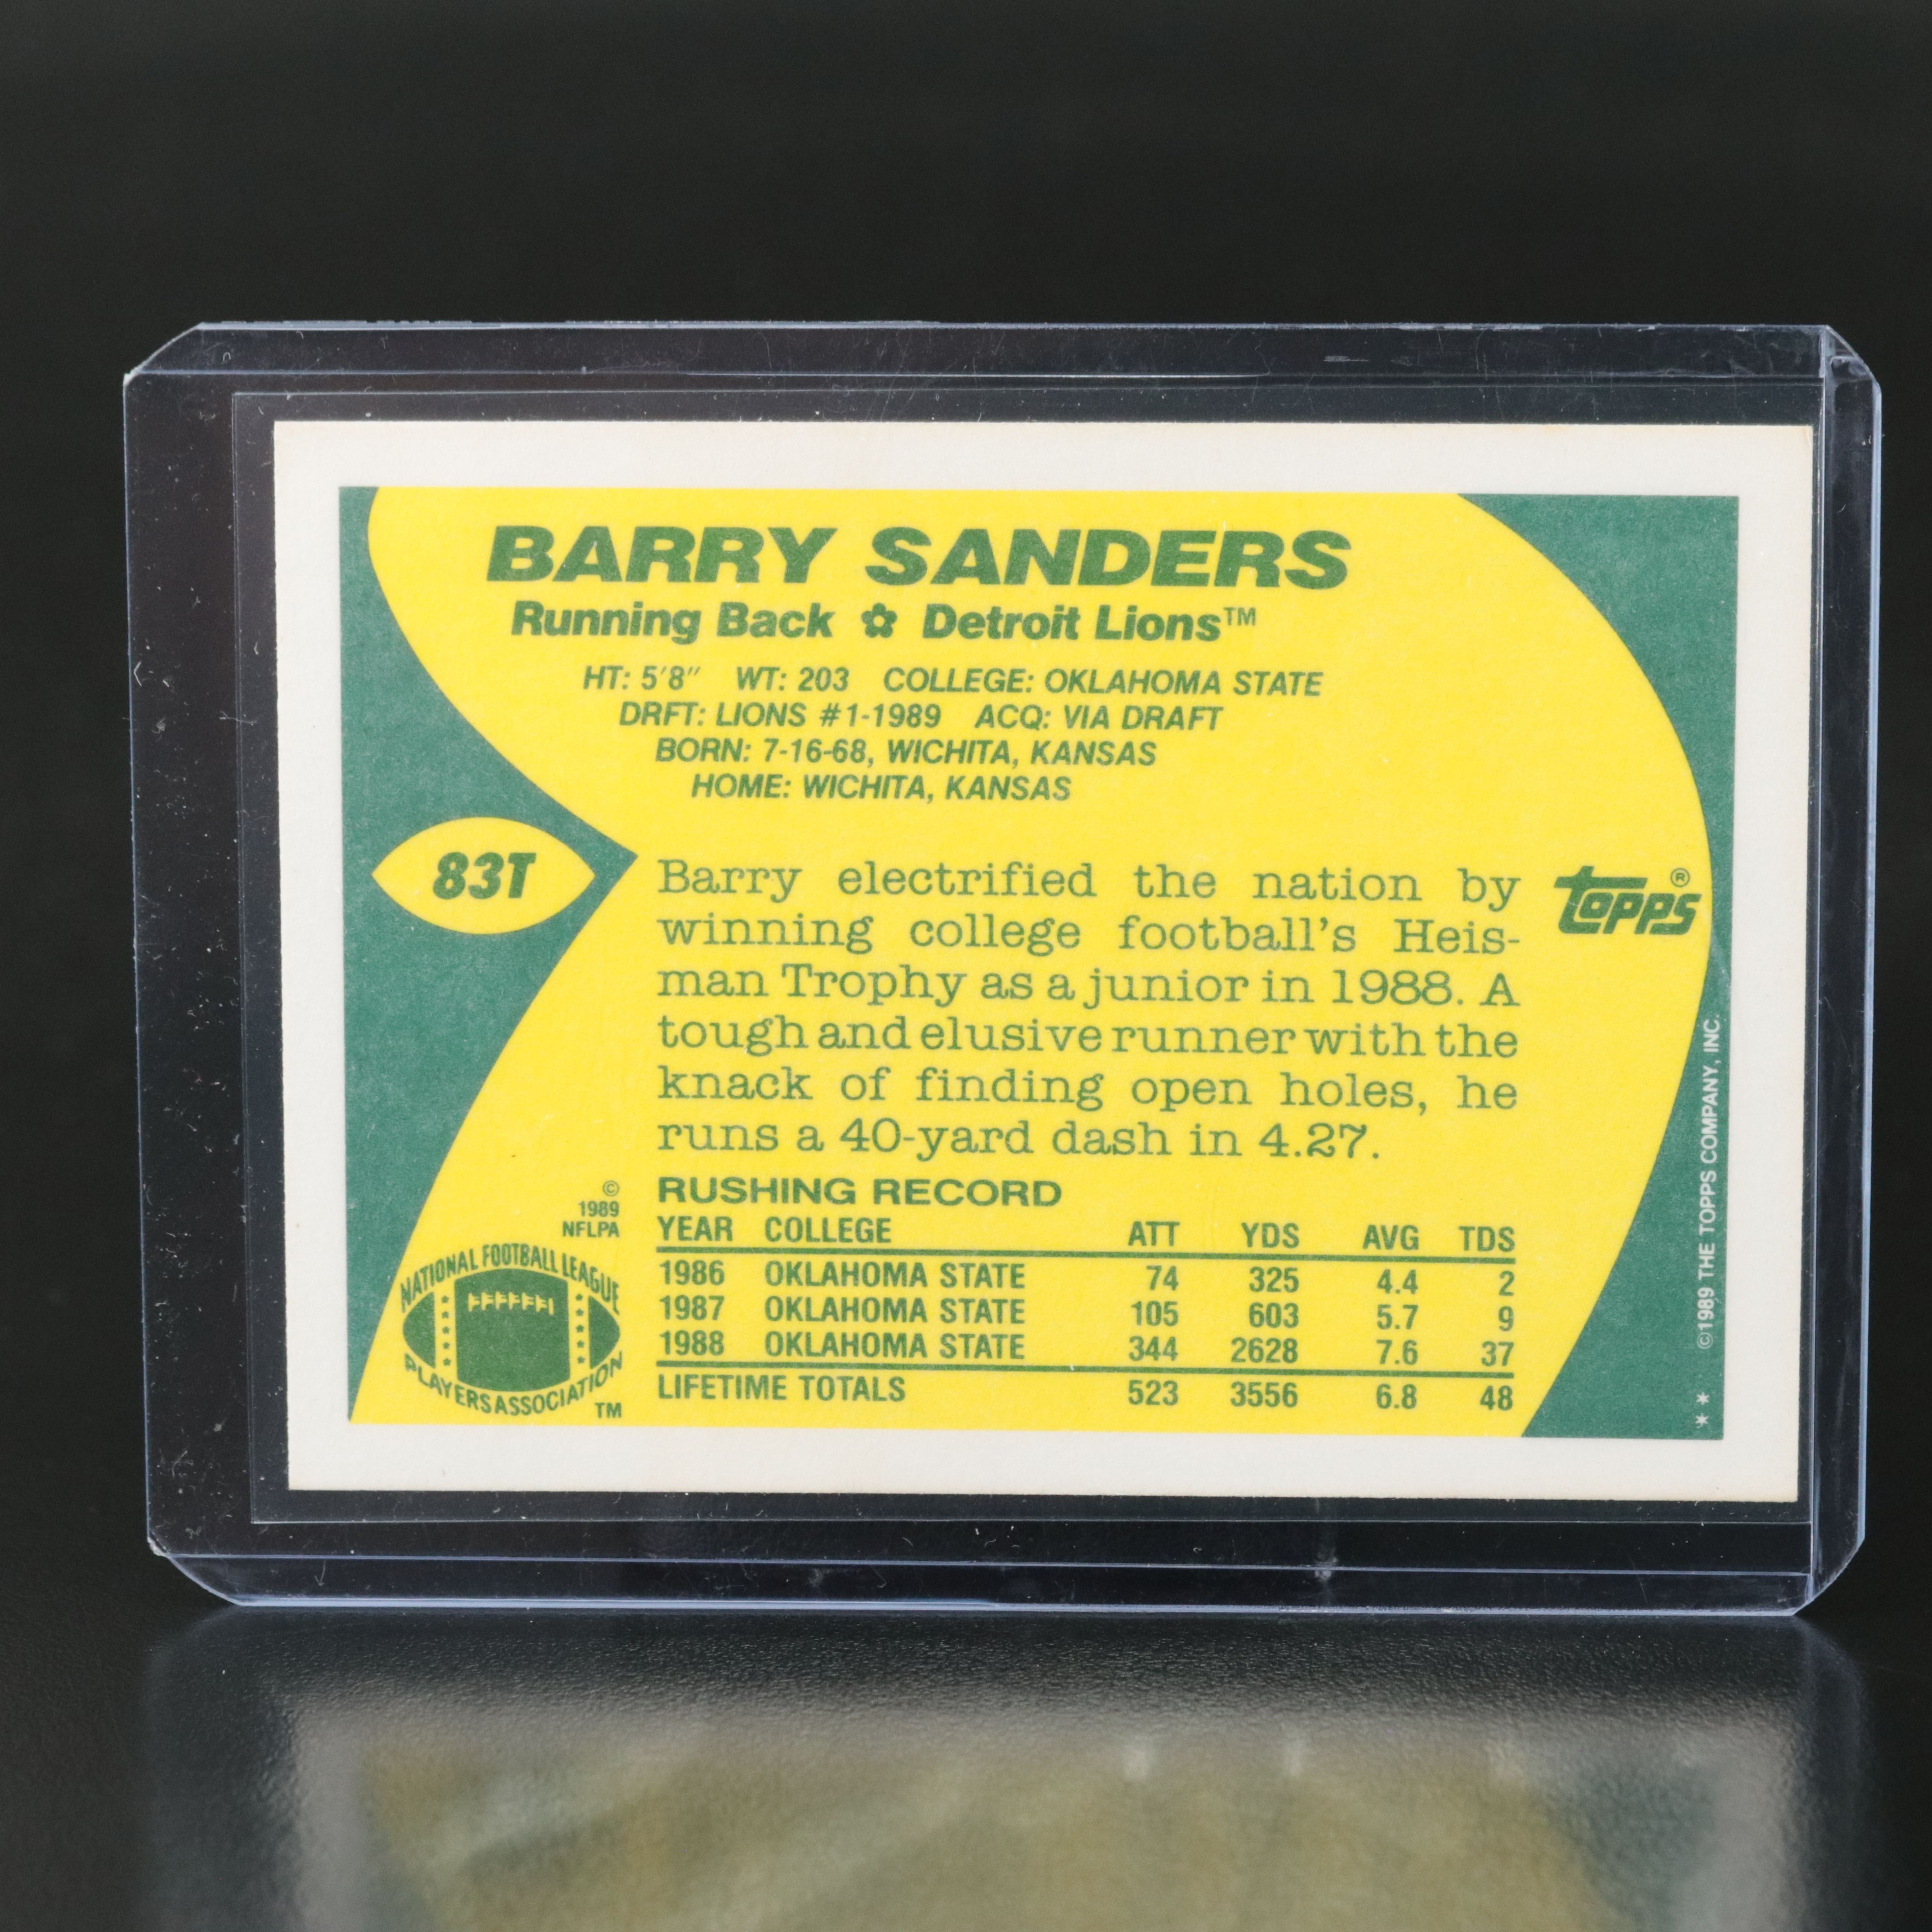 BARRY SANDERS
Running Back ✿ Detroit Lions™
HT: 5'8" WT: 203 COLLEGE: OKLAHOMA STATE
DRFT: LIONS #1-1989 ACQ: VIA DRAFT
BORN: 7-16-68, WICHITA, KANSAS
HOME: WICHITA, KANSAS
83T
Barry electrified the nation by
winning college football's Heis-
man Trophy as a junior in 1988. A
tough and elusive runner with the
knack of finding open holes, he
runs a 40-yard dash in 4.27.
topps®
RUSHING RECORD
YEAR COLLEGE ATT YDS AVG TDS
1986 OKLAHOMA STATE 74 325 4.4 2
1987 OKLAHOMA STATE 105 603 5.7 9
1988 OKLAHOMA STATE 344 2628 7.6 37
LIFETIME TOTALS 523 3556 6.8 48
©
1989
NFLPA
NATIONAL FOOTBALL LEAGUE
PLAYERS ASSOCIATION
TM
©1989 THE TOPPS COMPANY, INC.
✶✶